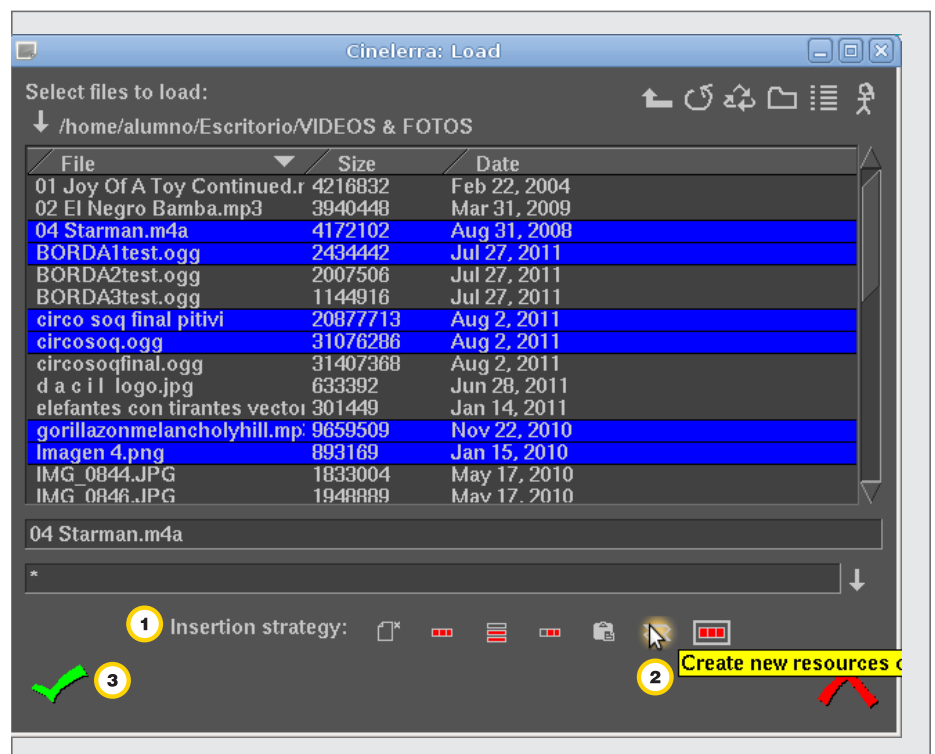 Cinelerra: Load
Select files to load:
/home/alumno/Escritorio/VIDEOS & FOTOS
File Size Date
01 Joy Of A Toy Continued.r 4216832 Feb 22, 2004
02 El Negro Bamba.mp3 3940448 Mar 31, 2009
04 Starman.m4a 4172102 Aug 31, 2008
BORDA1test.ogg 2434442 Jul 27, 2011
BORDA2test.ogg 2007506 Jul 27, 2011
BORDA3test.ogg 1144916 Jul 27, 2011
circo soq final pitivi 20877713 Aug 2, 2011
circosoq.ogg 31076286 Aug 2, 2011
circosoqfinal.ogg 31407368 Aug 2, 2011
d a c i l logo.jpg 633392 Jun 28, 2011
elefantes con tirantes vector 301449 Jan 14, 2011
gorillazonmelancholyhill.mp3 9659509 Nov 22, 2010
Imagen 4.png 893169 Jan 15, 2010
IMG_0844.JPG 1833004 May 17, 2010
IMG_0846.JPG 1948889 May 17, 2010
04 Starman.m4a
*
1 Insertion strategy:
2 Create new resources o
3